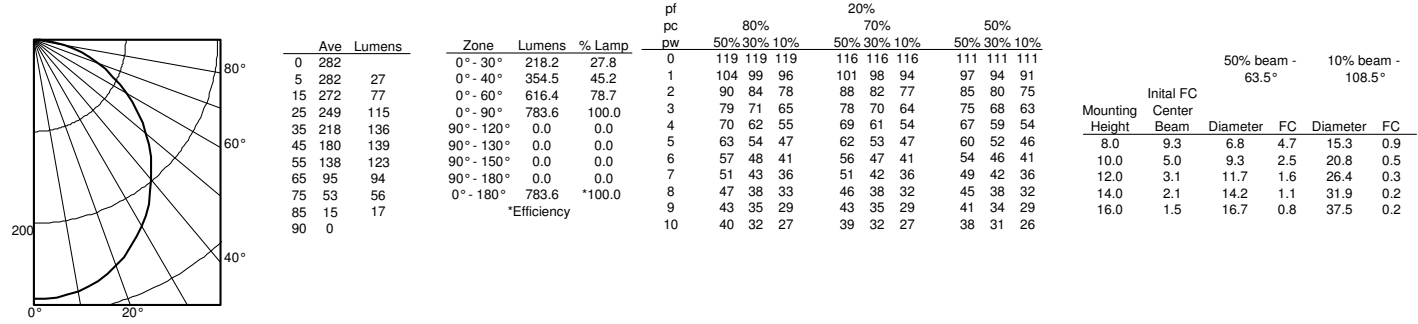 80°
60°
200
40°
0° 20°
Ave Lumens
0 282
5 282 27
15 272 77
25 249 115
35 218 136
45 180 139
55 138 123
65 95 94
75 53 56
85 15 17
90 0
Zone Lumens % Lamp
0° - 30° 218.2 27.8
0° - 40° 354.5 45.2
0° - 60° 616.4 78.7
0° - 90° 783.6 100.0
90° - 120° 0.0 0.0
90° - 130° 0.0 0.0
90° - 150° 0.0 0.0
90° - 180° 0.0 0.0
0° - 180° 783.6 *100.0
*Efficiency
pf 20%
pc 80% 70% 50%
pw 50% 30% 10% 50% 30% 10% 50% 30% 10%
0 119 119 119 116 116 116 111 111 111
1 104 99 96 101 98 94 97 94 91
2 90 84 78 88 82 77 85 80 75
3 79 71 65 78 70 64 75 68 63
4 70 62 55 69 61 54 67 59 54
5 63 54 47 62 53 47 60 52 46
6 57 48 41 56 47 41 54 46 41
7 51 43 36 51 42 36 49 42 36
8 47 38 33 46 38 32 45 38 32
9 43 35 29 43 35 29 41 34 29
10 40 32 27 39 32 27 38 31 26
50% beam - 10% beam -
63.5° 108.5°
Inital FC
Mounting Center
Height Beam Diameter FC Diameter FC
8.0 9.3 6.8 4.7 15.3 0.9
10.0 5.0 9.3 2.5 20.8 0.5
12.0 3.1 11.7 1.6 26.4 0.3
14.0 2.1 14.2 1.1 31.9 0.2
16.0 1.5 16.7 0.8 37.5 0.2